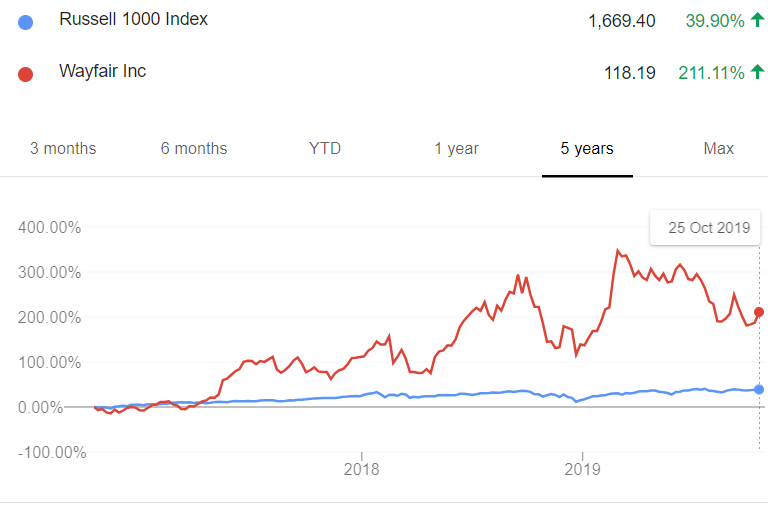 Russell 1000 Index 1,669.40 39.90%
Wayfair Inc 118.19 211.11%
3 months 6 months YTD 1 year 5 years Max
25 Oct 2019
400.00%
300.00%
200.00%
100.00%
0.00%
-100.00%
2018 2019